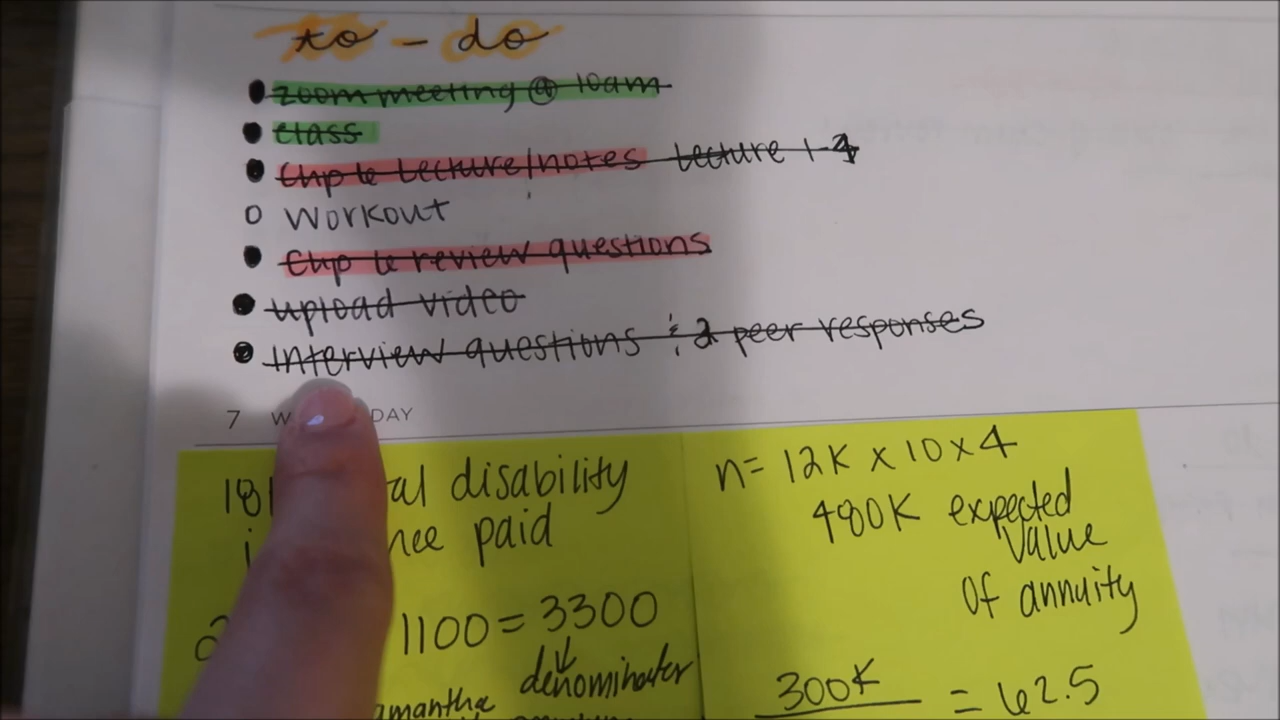 to - do
zoom meeting @ 10am
class
Chp 6 Lecture/notes Lecture 1-4
Workout
Chp 6 review questions
upload video
Interview questions & 2 peer responses
7
181 disability
paid
1100 = 3300
denominater
n= 12K x 10 x 4
480K expected
Value
of annuity
300K = 62.5